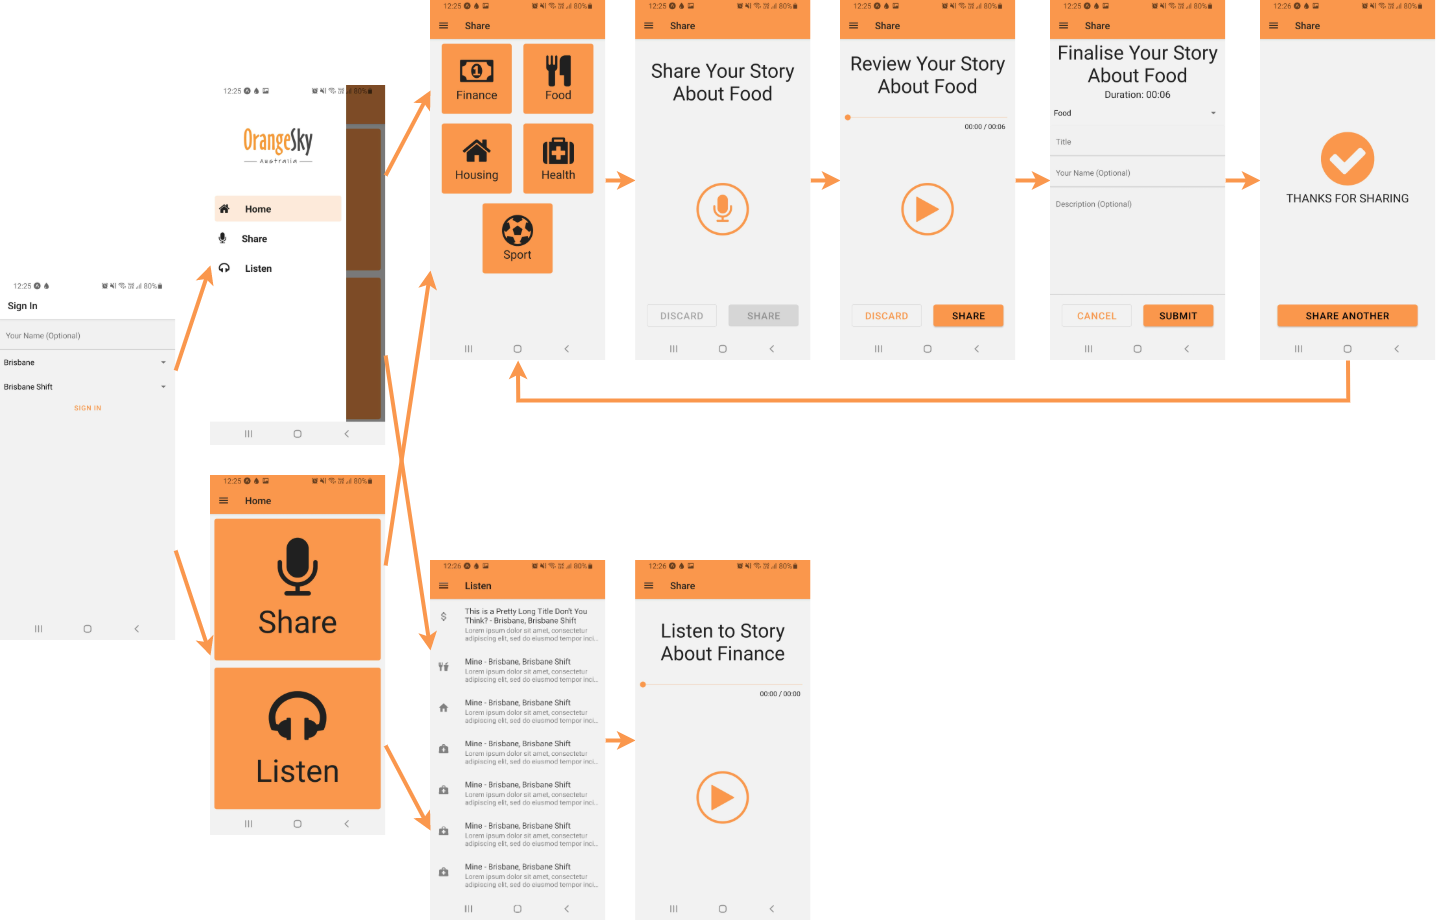 12:25
80%
Sign In
Your Name (Optional)
Brisbane
Brisbane Shift
SIGN IN
12:25
80%
OrangeSky
Australia
Home
Share
Listen
12:25
80%
Home
Share
Listen
12:25
80%
Share
1
Finance
Food
Housing
Health
Sport
12:25
80%
Share
Share Your Story
About Food
DISCARD
SHARE
12:25
80%
Share
Review Your Story
About Food
00:00 / 00:06
DISCARD
SHARE
12:25
80%
Share
Finalise Your Story
About Food
Duration: 00:06
Food
Title
Your Name (Optional)
Description (Optional)
CANCEL
SUBMIT
12:26
80%
Share
THANKS FOR SHARING
SHARE ANOTHER
12:26
80%
Listen
This is a Pretty Long Title Don't You
Think? - Brisbane, Brisbane Shift
Lorem ipsum dolor sit amet, consectetur
adipiscing elit, sed do eiusmod tempor inci...
Mine - Brisbane, Brisbane Shift
Lorem ipsum dolor sit amet, consectetur
adipiscing elit, sed do eiusmod tempor inci...
Mine - Brisbane, Brisbane Shift
Lorem ipsum dolor sit amet, consectetur
adipiscing elit, sed do eiusmod tempor inci...
Mine - Brisbane, Brisbane Shift
Lorem ipsum dolor sit amet, consectetur
adipiscing elit, sed do eiusmod tempor inci...
Mine - Brisbane, Brisbane Shift
Lorem ipsum dolor sit amet, consectetur
adipiscing elit, sed do eiusmod tempor inci...
Mine - Brisbane, Brisbane Shift
Lorem ipsum dolor sit amet, consectetur
adipiscing elit, sed do eiusmod tempor inci...
Mine - Brisbane, Brisbane Shift
Lorem ipsum dolor sit amet, consectetur
adipiscing elit, sed do eiusmod tempor inci...
12:26
80%
Share
Listen to Story
About Finance
00:00 / 00:00